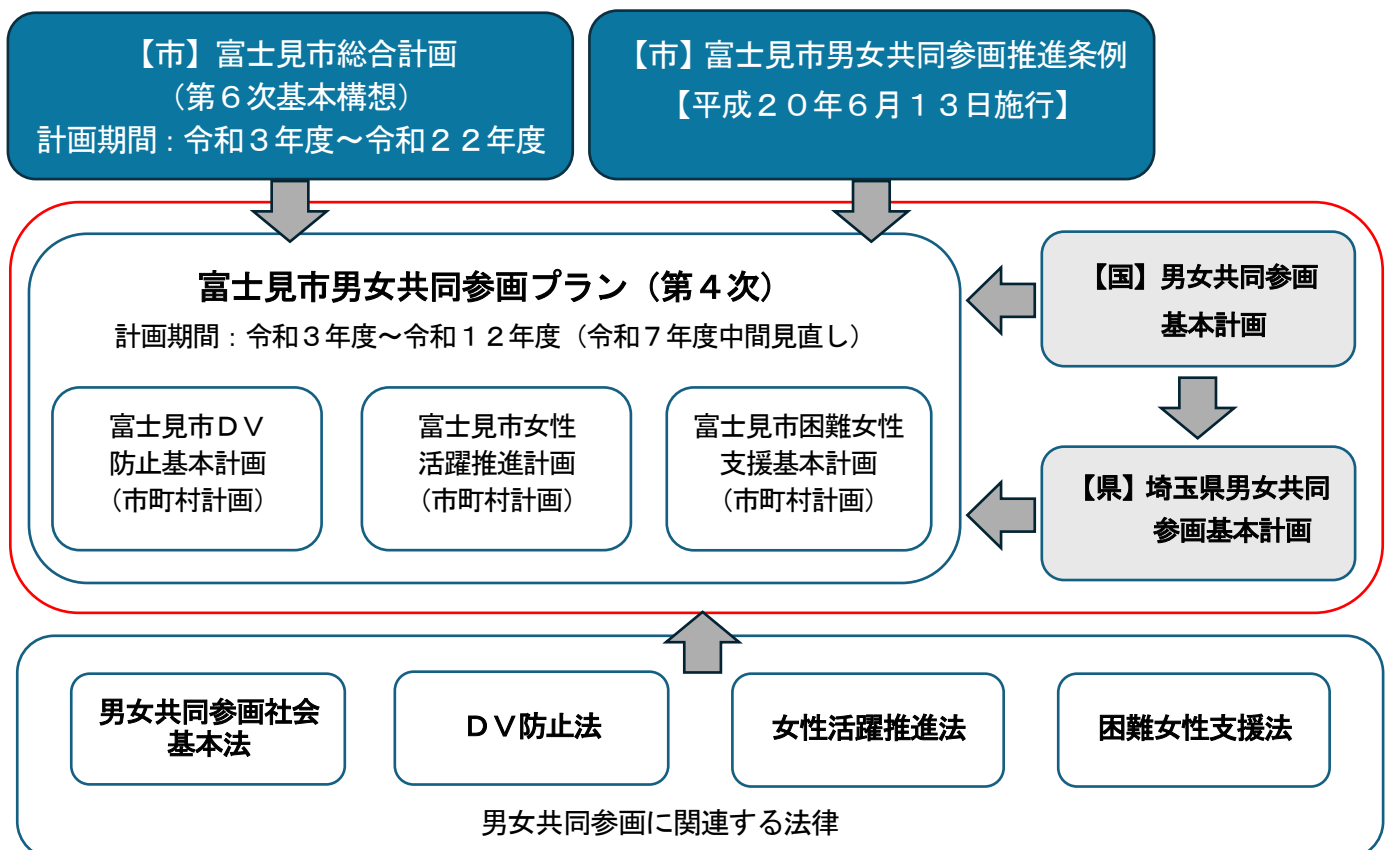 【市】富士見市総合計画
（第６次基本構想）
計画期間：令和３年度～令和２２年度
【市】富士見市男女共同参画推進条例
【平成２０年６月１３日施行】
富士見市男女共同参画プラン（第４次）
計画期間：令和３年度～令和１２年度（令和７年度中間見直し）
富士見市ＤＶ
防止基本計画
（市町村計画）
富士見市女性
活躍推進計画
（市町村計画）
富士見市困難女性
支援基本計画
（市町村計画）
【国】男女共同参画
基本計画
【県】埼玉県男女共同
参画基本計画
男女共同参画社会
基本法
ＤＶ防止法
女性活躍推進法
困難女性支援法
男女共同参画に関連する法律